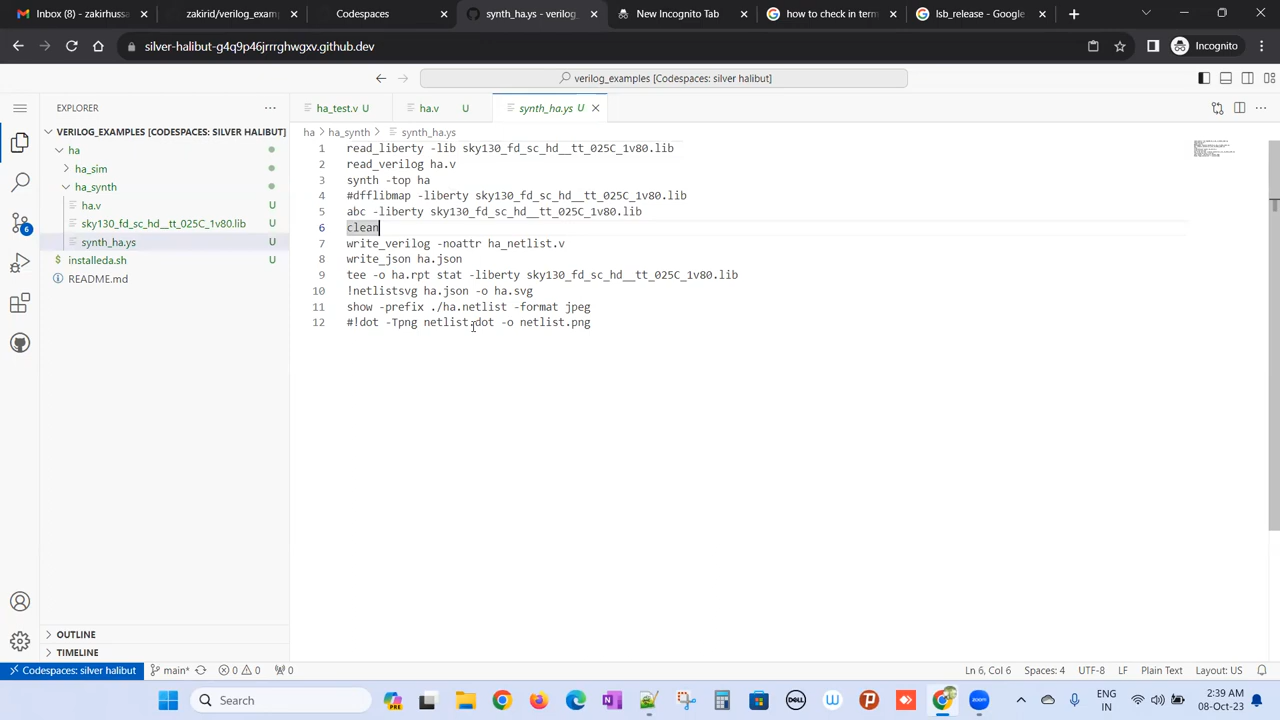 Inbox (8) - zakirhussa
zakirid/verilog_exam
Codespaces
synth_ha.ys - verilog_
New Incognito Tab
how to check in term
lsb_release - Google
silver-halibut-g4q9p46jrrrghwgxv.github.dev
Incognito
verilog_examples [Codespaces: silver halibut]
EXPLORER
ha_test.v U
ha.v U
synth_ha.ys U
VERILOG_EXAMPLES [CODESPACES: SILVER HALIBUT]
ha > ha_synth > synth_ha.ys
ha
ha_sim
ha_synth
ha.v U
sky130_fd_sc_hd__tt_025C_1v80.lib U
synth_ha.ys U
installeda.sh U
README.md
1 read_liberty -lib sky130_fd_sc_hd__tt_025C_1v80.lib
2 read_verilog ha.v
3 synth -top ha
4 #dfflibmap -liberty sky130_fd_sc_hd__tt_025C_1v80.lib
5 abc -liberty sky130_fd_sc_hd__tt_025C_1v80.lib
6 clean
7 write_verilog -noattr ha_netlist.v
8 write_json ha.json
9 tee -o ha.rpt stat -liberty sky130_fd_sc_hd__tt_025C_1v80.lib
10 !netlistsvg ha.json -o ha.svg
11 show -prefix ./ha.netlist -format jpeg
12 #!dot -Tpng netlist.dot -o netlist.png
6
OUTLINE
TIMELINE
Codespaces: silver halibut
main*
0 0
0
Ln 6, Col 6
Spaces: 4
UTF-8
LF
Plain Text
Layout: US
Search
DELL
zoom
ENG
IN
2:39 AM
08-Oct-23